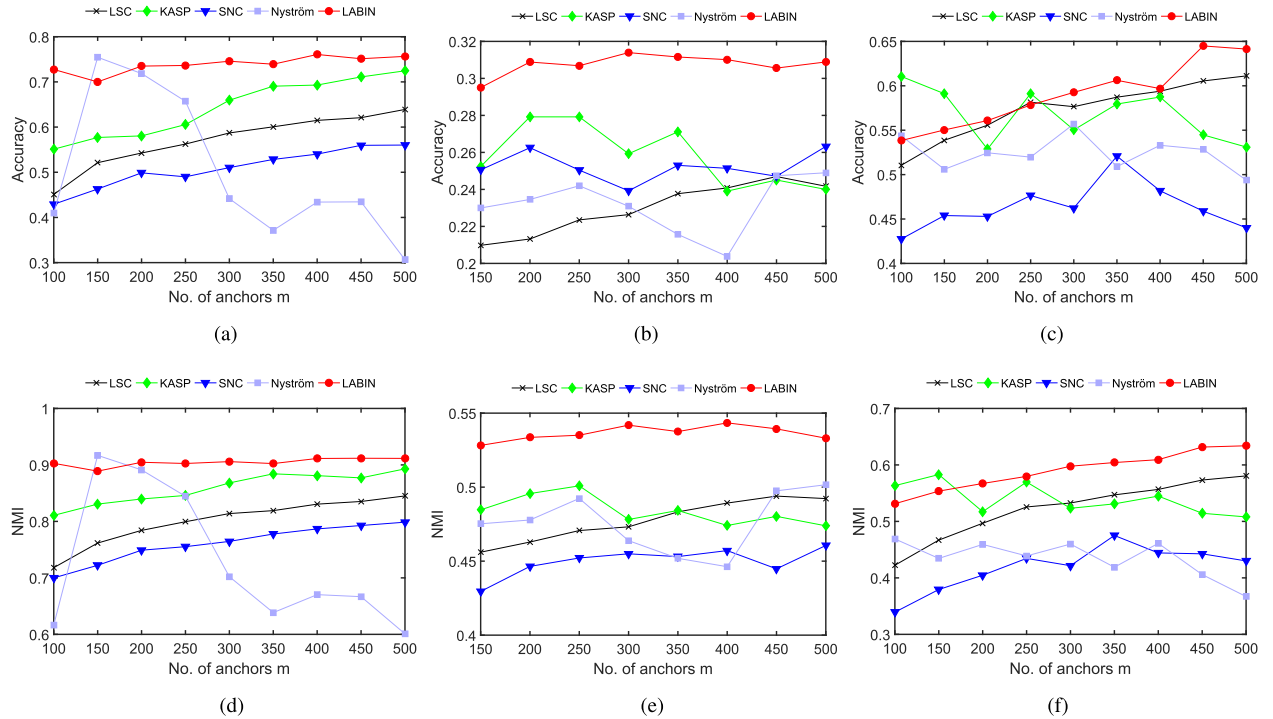 LSC KASP SNC Nyström LABIN
Accuracy
0.8
0.7
0.6
0.5
0.4
0.3
100 150 200 250 300 350 400 450 500
No. of anchors m
(a)
LSC KASP SNC Nyström LABIN
Accuracy
0.32
0.3
0.28
0.26
0.24
0.22
0.2
150 200 250 300 350 400 450 500
No. of anchors m
(b)
LSC KASP SNC Nyström LABIN
Accuracy
0.65
0.6
0.55
0.5
0.45
0.4
100 150 200 250 300 350 400 450 500
No. of anchors m
(c)
LSC KASP SNC Nyström LABIN
NMI
1
0.9
0.8
0.7
0.6
100 150 200 250 300 350 400 450 500
No. of anchors m
(d)
LSC KASP SNC Nyström LABIN
NMI
0.55
0.5
0.45
0.4
150 200 250 300 350 400 450 500
No. of anchors m
(e)
LSC KASP SNC Nyström LABIN
NMI
0.7
0.6
0.5
0.4
0.3
100 150 200 250 300 350 400 450 500
No. of anchors m
(f)